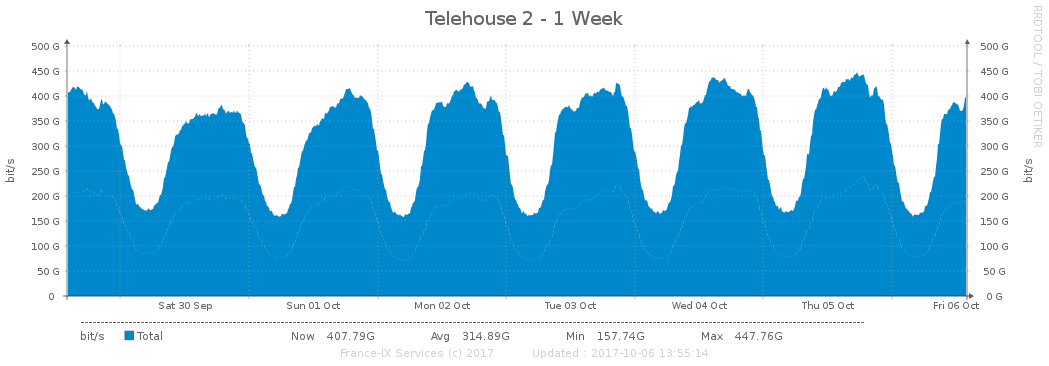 Telehouse 2 - 1 Week
RRDTOOL / TOBI OETIKER
bit/s
bit/s
500 G 500 G
450 G 450 G
400 G 400 G
350 G 350 G
300 G 300 G
250 G 250 G
200 G 200 G
150 G 150 G
100 G 100 G
50 G 50 G
0 0 G
Sat 30 Sep Sun 01 Oct Mon 02 Oct Tue 03 Oct Wed 04 Oct Thu 05 Oct Fri 06 Oct
bit/s Total Now 407.79G Avg 314.89G Min 157.74G Max 447.76G
France-IX Services (c) 2017 Updated : 2017-10-06 13:55:14